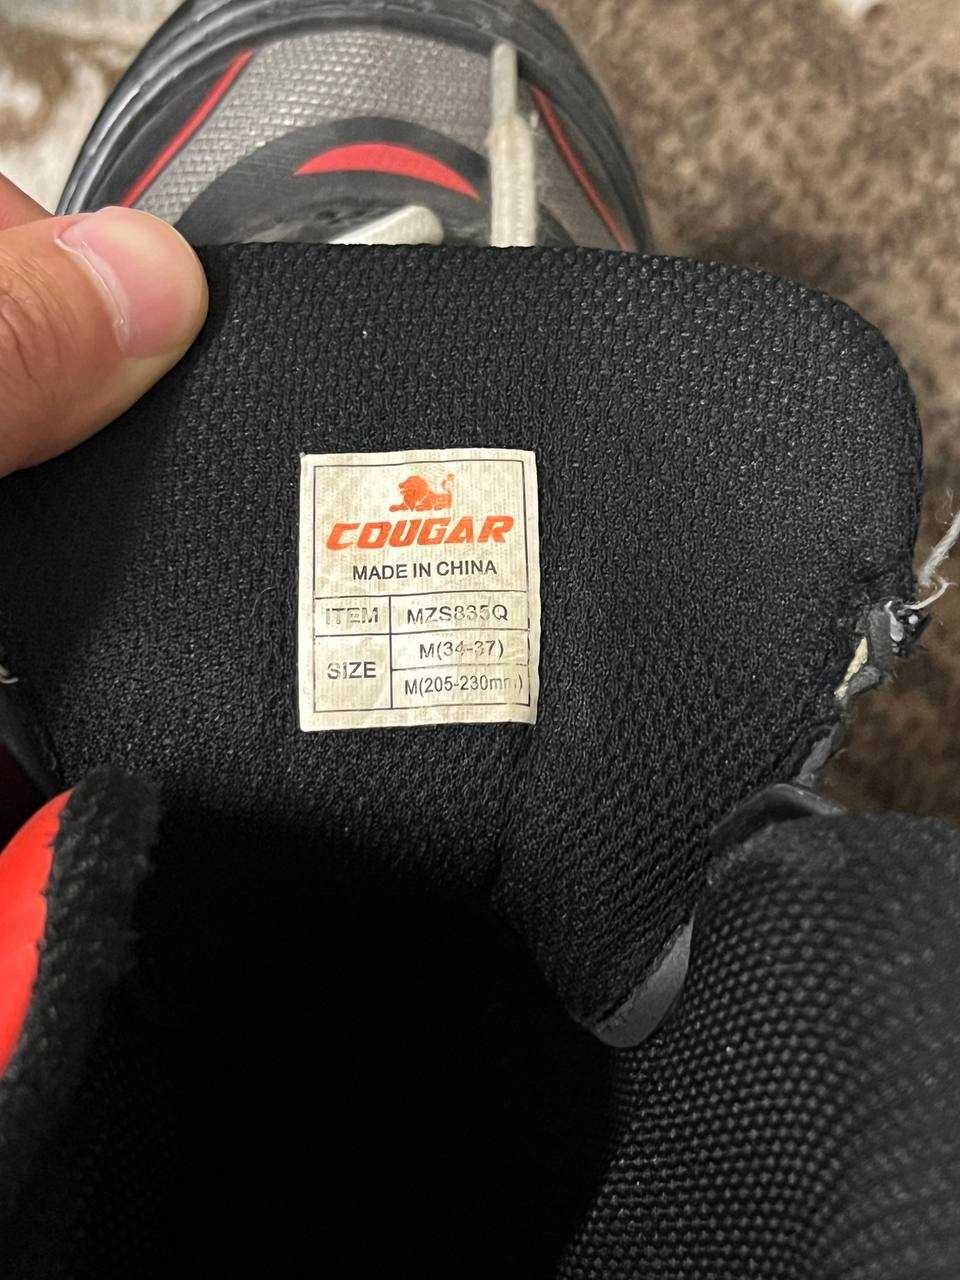 COUGAR
MADE IN CHINA
ITEM MZS835Q
SIZE M(34-37)
M(205-230mm)